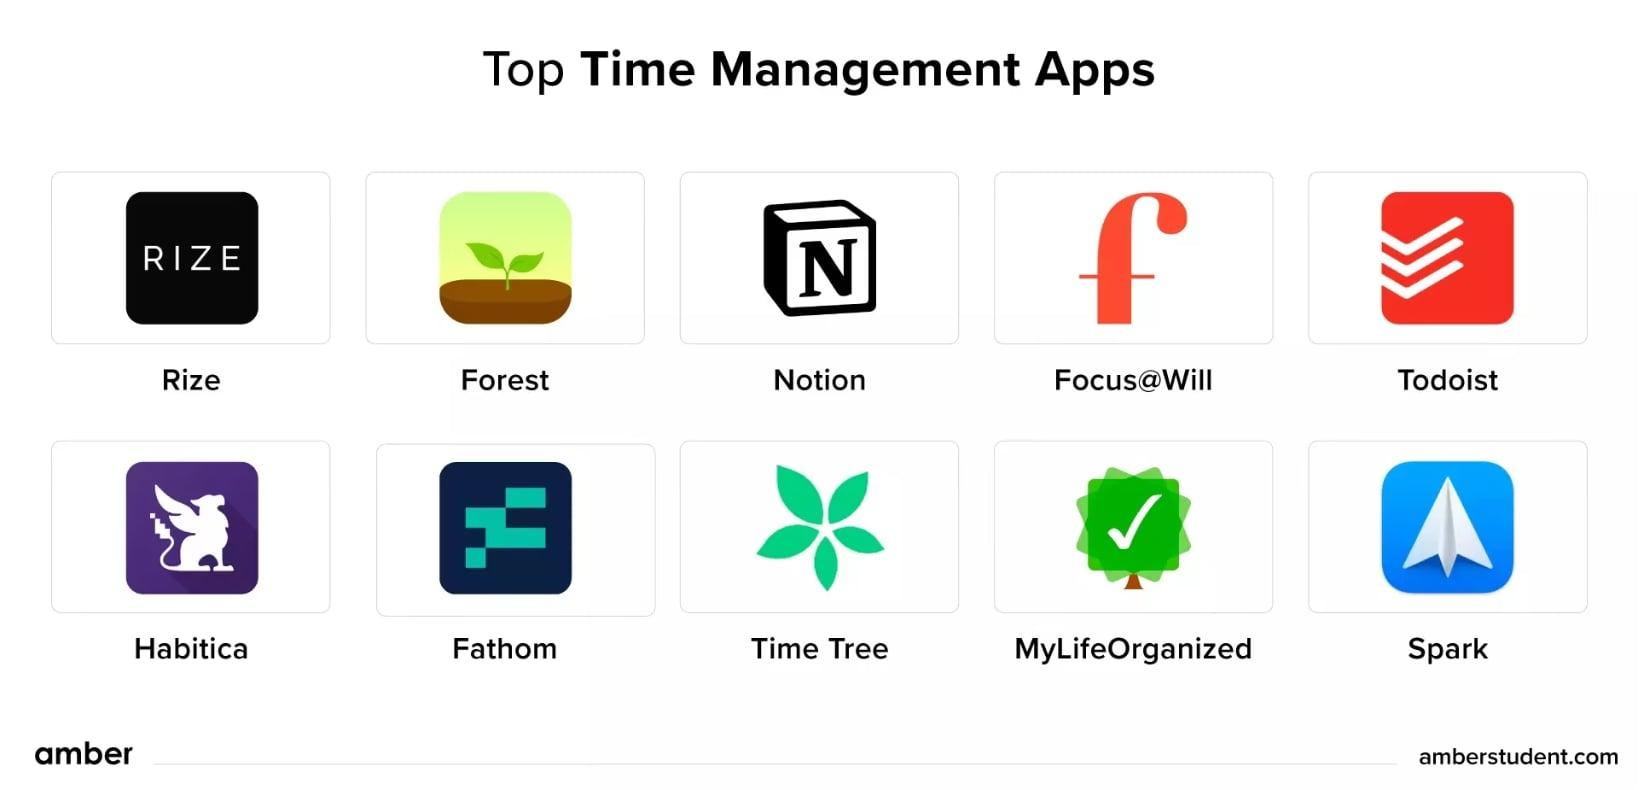 Top Time Management Apps
RIZE
N
f
Rize
Forest
Notion
Focus@Will
Todoist
Habitica
Fathom
Time Tree
MyLifeOrganized
Spark
amber
amberstudent.com